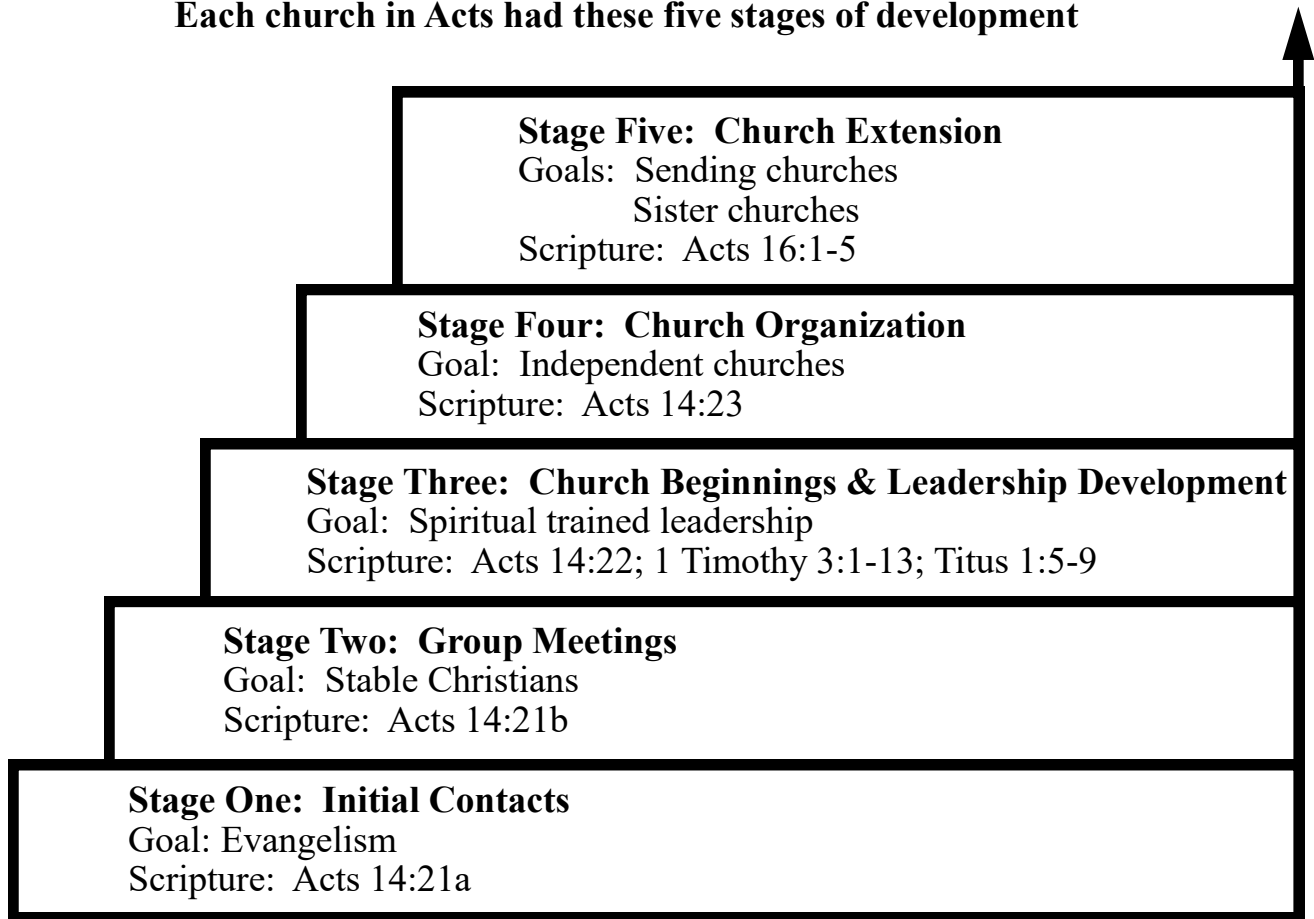 Each church in Acts had these five stages of development
Stage Five:  Church Extension
Goals:  Sending churches
Sister churches
Scripture:  Acts 16:1-5
Stage Four:  Church Organization
Goal:  Independent churches
Scripture:  Acts 14:23
Stage Three:  Church Beginnings & Leadership Development
Goal:  Spiritual trained leadership
Scripture:  Acts 14:22; 1 Timothy 3:1-13; Titus 1:5-9
Stage Two:  Group Meetings
Goal:  Stable Christians
Scripture:  Acts 14:21b
Stage One:  Initial Contacts
Goal: Evangelism
Scripture:  Acts 14:21a